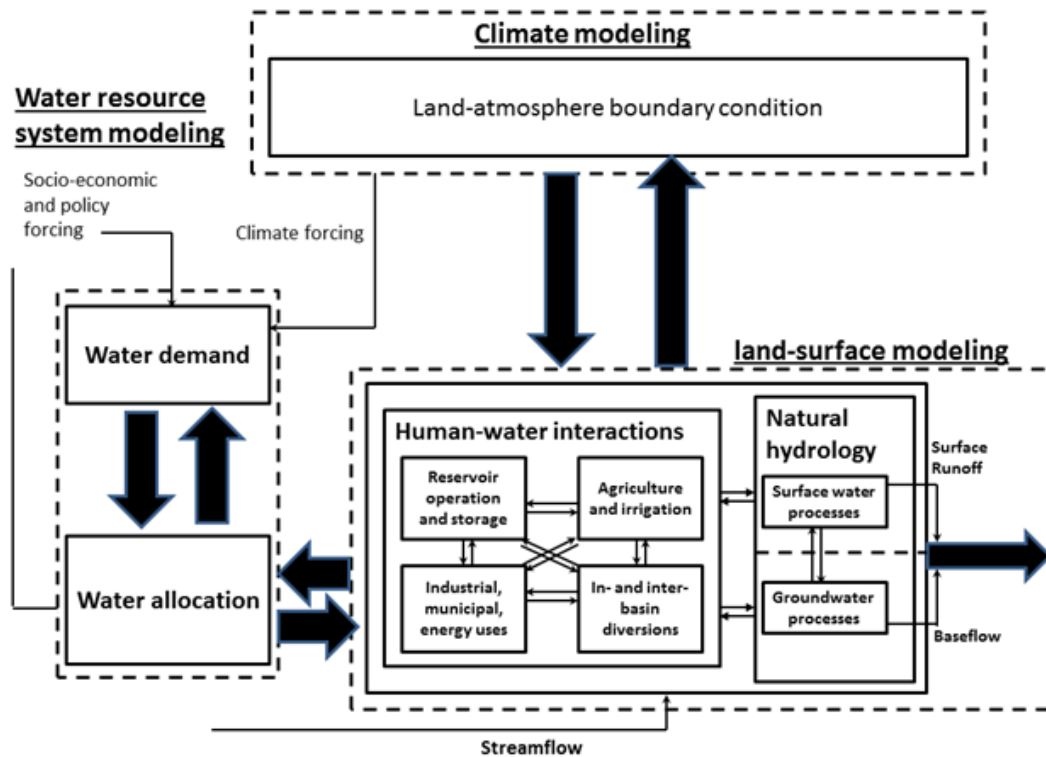 Climate modeling
Land-atmosphere boundary condition
Water resource
system modeling
Socio-economic
and policy
forcing
Climate forcing
Water demand
Water allocation
land-surface modeling
Human-water interactions
Reservoir
operation
and storage
Agriculture
and irrigation
Industrial,
municipal,
energy uses
In- and inter-
basin
diversions
Natural
hydrology
Surface water
processes
Groundwater
processes
Surface
Runoff
Baseflow
Streamflow